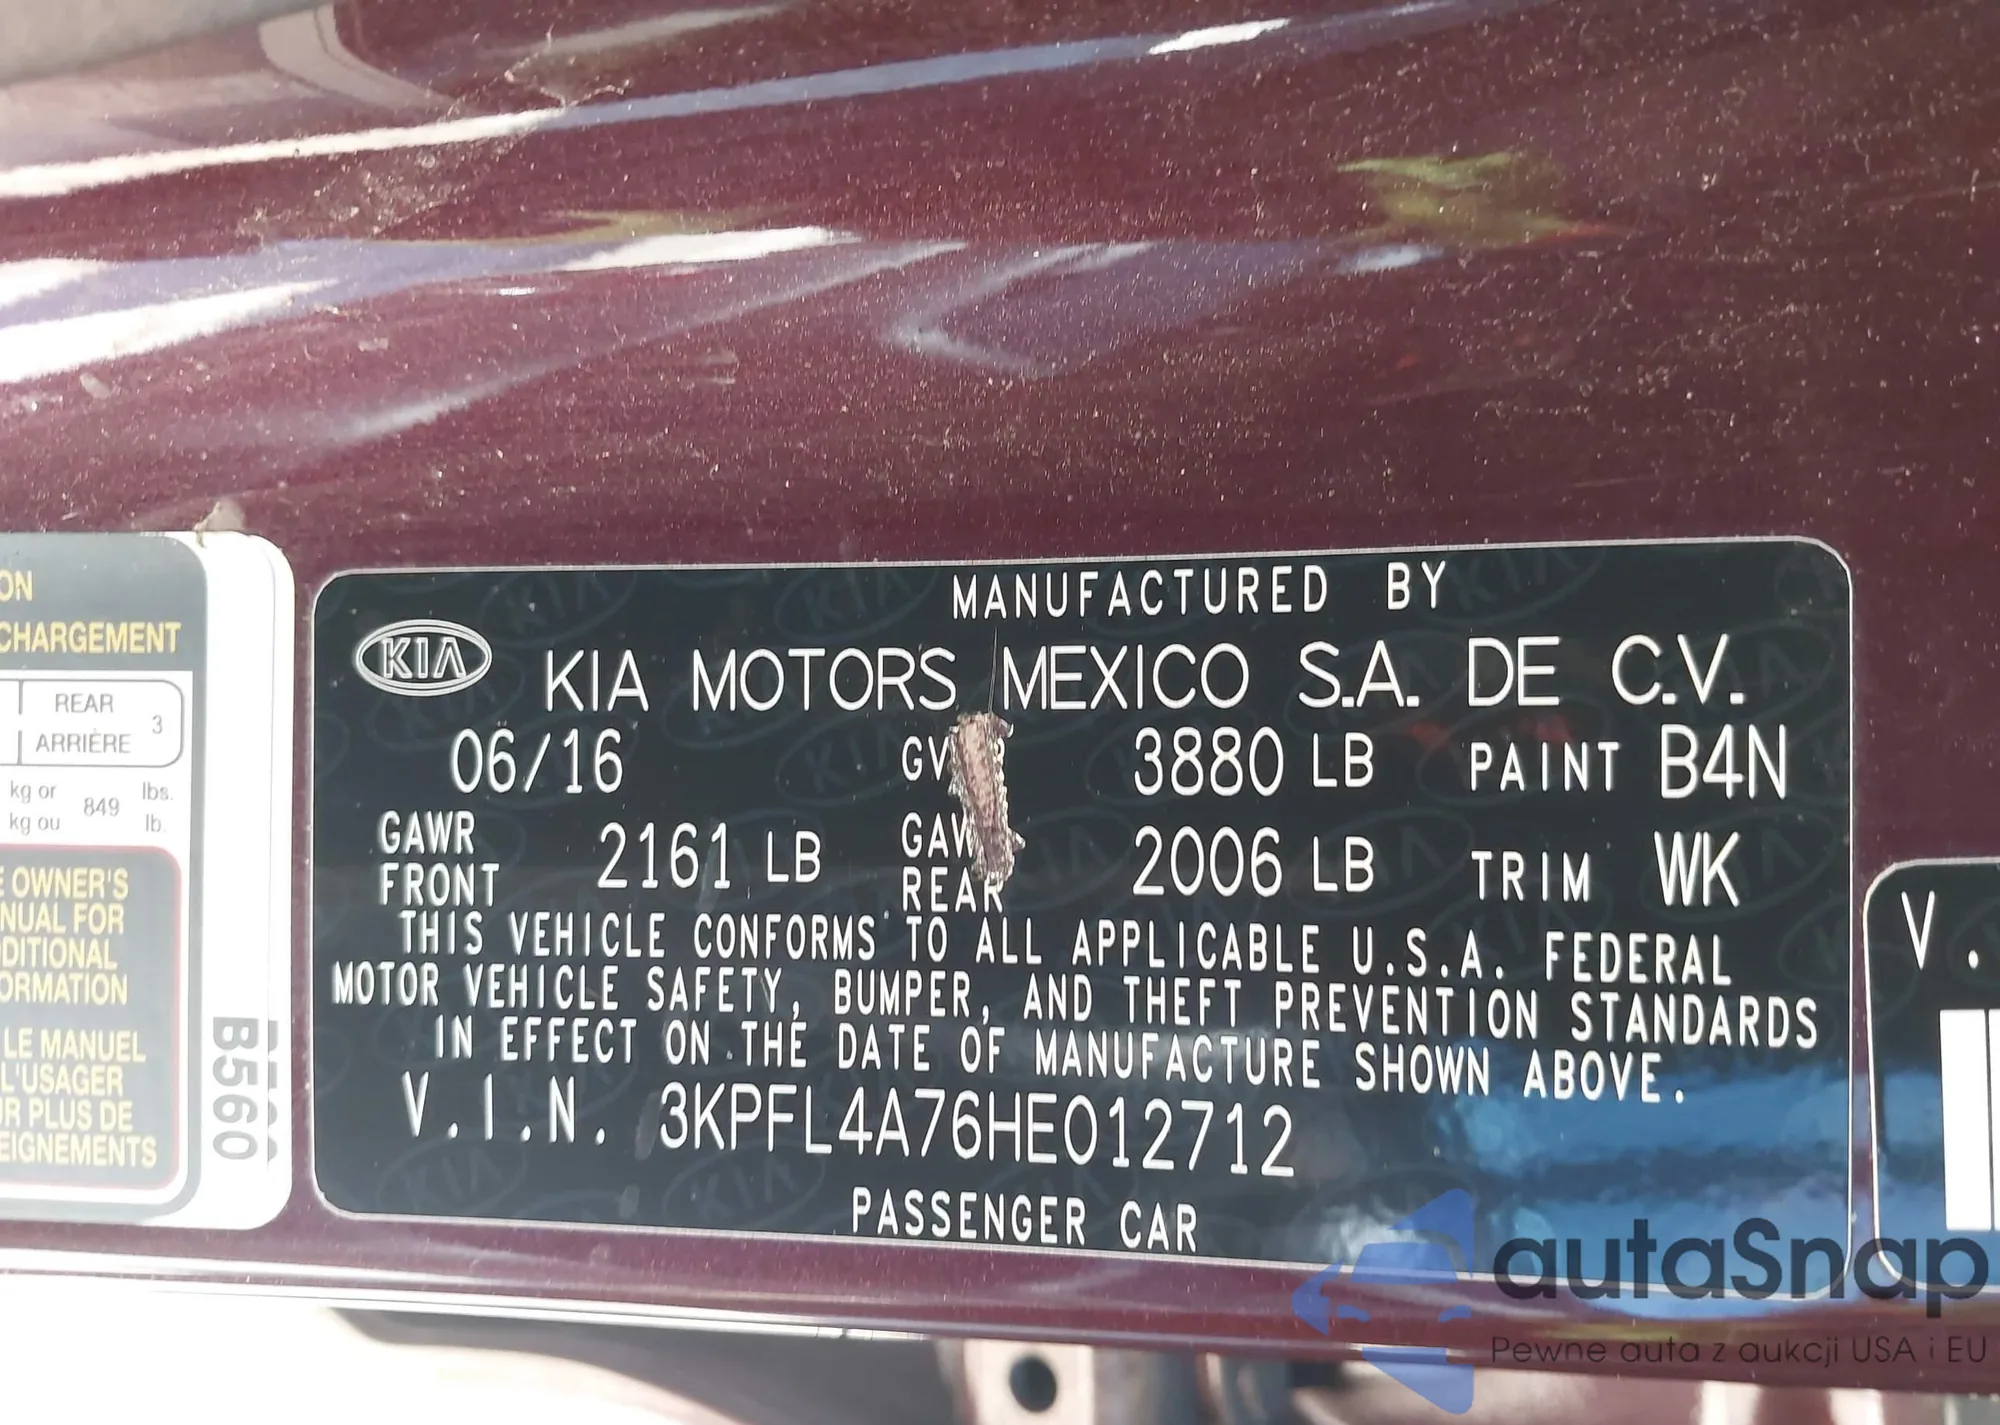 ON
CHARGEMENT
REAR
ARRIÈRE
3
kg or 849 lbs.
kg ou lb.
OWNER'S
NUAL FOR
DDITIONAL
ORMATION
LE MANUEL
L'USAGER
R PLUS DE
EIGNEMENTS
B560
MANUFACTURED BY
KIA KIA MOTORS MEXICO S.A. DE C.V.
06/16 GV 3880 LB PAINT B4N
GAWR FRONT 2161 LB GAW REAR 2006 LB TRIM WK
THIS VEHICLE CONFORMS TO ALL APPLICABLE U.S.A. FEDERAL
MOTOR VEHICLE SAFETY, BUMPER, AND THEFT PREVENTION STANDARDS
IN EFFECT ON THE DATE OF MANUFACTURE SHOWN ABOVE.
V.I.N. 3KPFL4A76HE012712
PASSENGER CAR
V.
autaSnap
Pewne auta z aukcji USA i EU